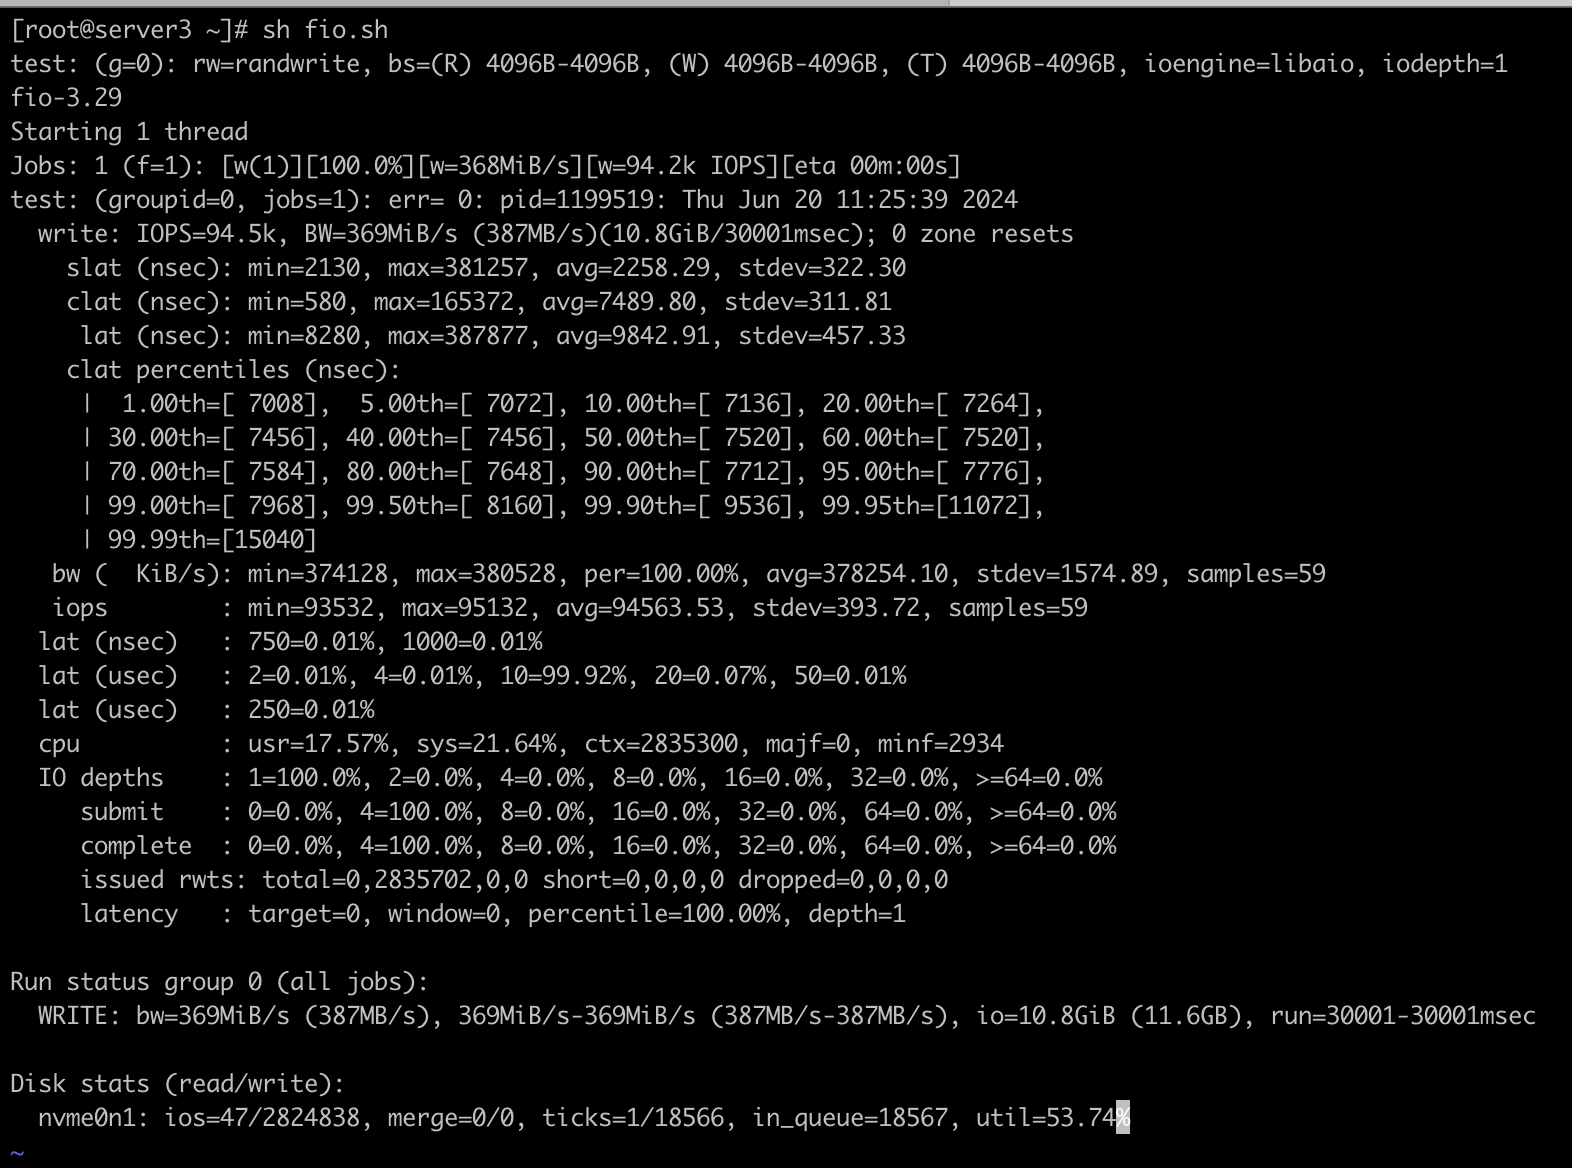 [root@server3 ~]# sh fio.sh
test: (g=0): rw=randwrite, bs=(R) 4096B-4096B, (W) 4096B-4096B, (T) 4096B-4096B, ioengine=libaio, iodepth=1
fio-3.29
Starting 1 thread
Jobs: 1 (f=1): [w(1)][100.0%][w=368MiB/s][w=94.2k IOPS][eta 00m:00s]
test: (groupid=0, jobs=1): err= 0: pid=1199519: Thu Jun 20 11:25:39 2024
  write: IOPS=94.5k, BW=369MiB/s (387MB/s)(10.8GiB/30001msec); 0 zone resets
    slat (nsec): min=2130, max=381257, avg=2258.29, stdev=322.30
    clat (nsec): min=580, max=165372, avg=7489.80, stdev=311.81
     lat (nsec): min=8280, max=387877, avg=9842.91, stdev=457.33
    clat percentiles (nsec):
     |  1.00th=[ 7008],  5.00th=[ 7072], 10.00th=[ 7136], 20.00th=[ 7264],
     | 30.00th=[ 7456], 40.00th=[ 7456], 50.00th=[ 7520], 60.00th=[ 7520],
     | 70.00th=[ 7584], 80.00th=[ 7648], 90.00th=[ 7712], 95.00th=[ 7776],
     | 99.00th=[ 7968], 99.50th=[ 8160], 99.90th=[ 9536], 99.95th=[11072],
     | 99.99th=[15040]
   bw (  KiB/s): min=374128, max=380528, per=100.00%, avg=378254.10, stdev=1574.89, samples=59
   iops        : min=93532, max=95132, avg=94563.53, stdev=393.72, samples=59
  lat (nsec)   : 750=0.01%, 1000=0.01%
  lat (usec)   : 2=0.01%, 4=0.01%, 10=99.92%, 20=0.07%, 50=0.01%
  lat (usec)   : 250=0.01%
  cpu          : usr=17.57%, sys=21.64%, ctx=2835300, majf=0, minf=2934
  IO depths    : 1=100.0%, 2=0.0%, 4=0.0%, 8=0.0%, 16=0.0%, 32=0.0%, >=64=0.0%
     submit    : 0=0.0%, 4=100.0%, 8=0.0%, 16=0.0%, 32=0.0%, 64=0.0%, >=64=0.0%
     complete  : 0=0.0%, 4=100.0%, 8=0.0%, 16=0.0%, 32=0.0%, 64=0.0%, >=64=0.0%
     issued rwts: total=0,2835702,0,0 short=0,0,0,0 dropped=0,0,0,0
     latency   : target=0, window=0, percentile=100.00%, depth=1

Run status group 0 (all jobs):
  WRITE: bw=369MiB/s (387MB/s), 369MiB/s-369MiB/s (387MB/s-387MB/s), io=10.8GiB (11.6GB), run=30001-30001msec

Disk stats (read/write):
  nvme0n1: ios=47/2824838, merge=0/0, ticks=1/18566, in_queue=18567, util=53.74%
~